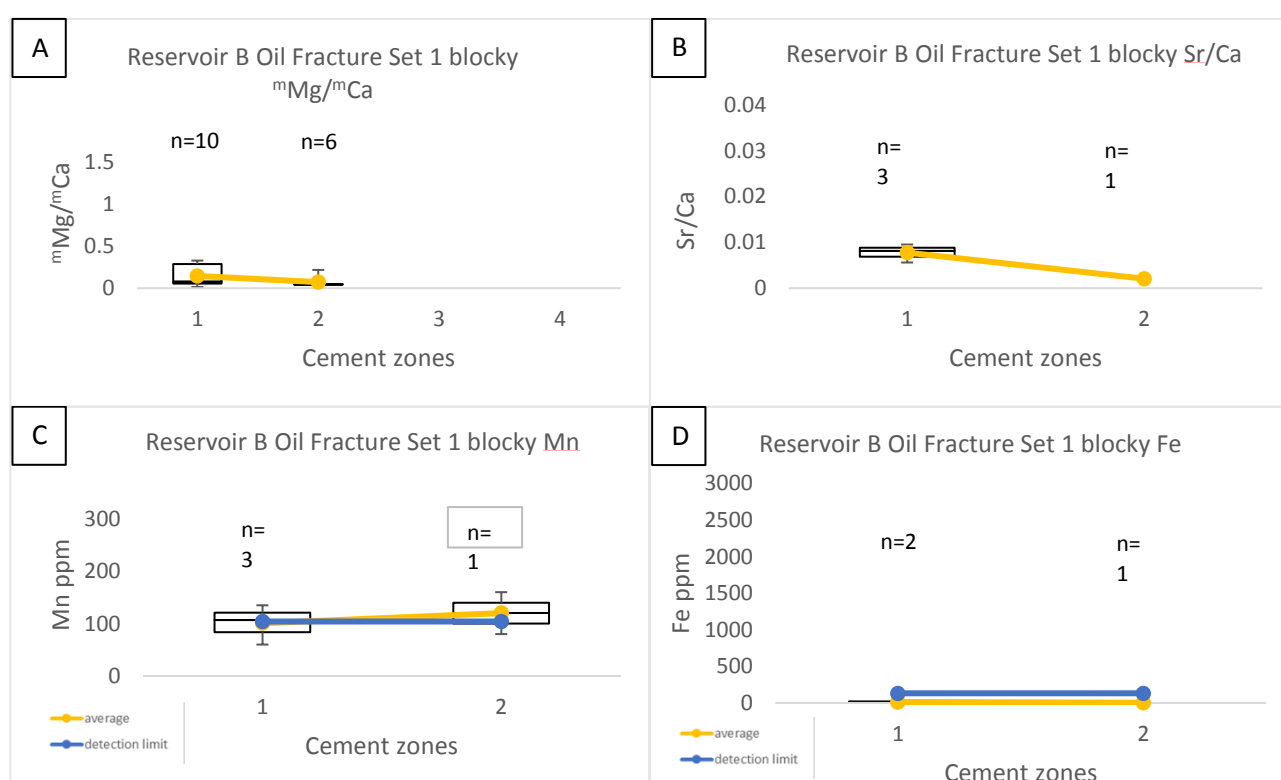 A
Reservoir B Oil Fracture Set 1 blocky
ᵐMg/ᵐCa
n=10
n=6
ᵐMg/ᵐCa
1.5
1
0.5
0
1
2
3
4
Cement zones
B
Reservoir B Oil Fracture Set 1 blocky Sr/Ca
Sr/Ca
0.04
0.03
0.02
0.01
0
n=
3
n=
1
1
2
Cement zones
C
Reservoir B Oil Fracture Set 1 blocky Mn
Mn ppm
300
200
100
0
n=
3
n=
1
1
2
average
detection limit
Cement zones
D
Reservoir B Oil Fracture Set 1 blocky Fe
Fe ppm
3000
2500
2000
1500
1000
500
0
n=2
n=
1
1
2
average
detection limit
Cement zones